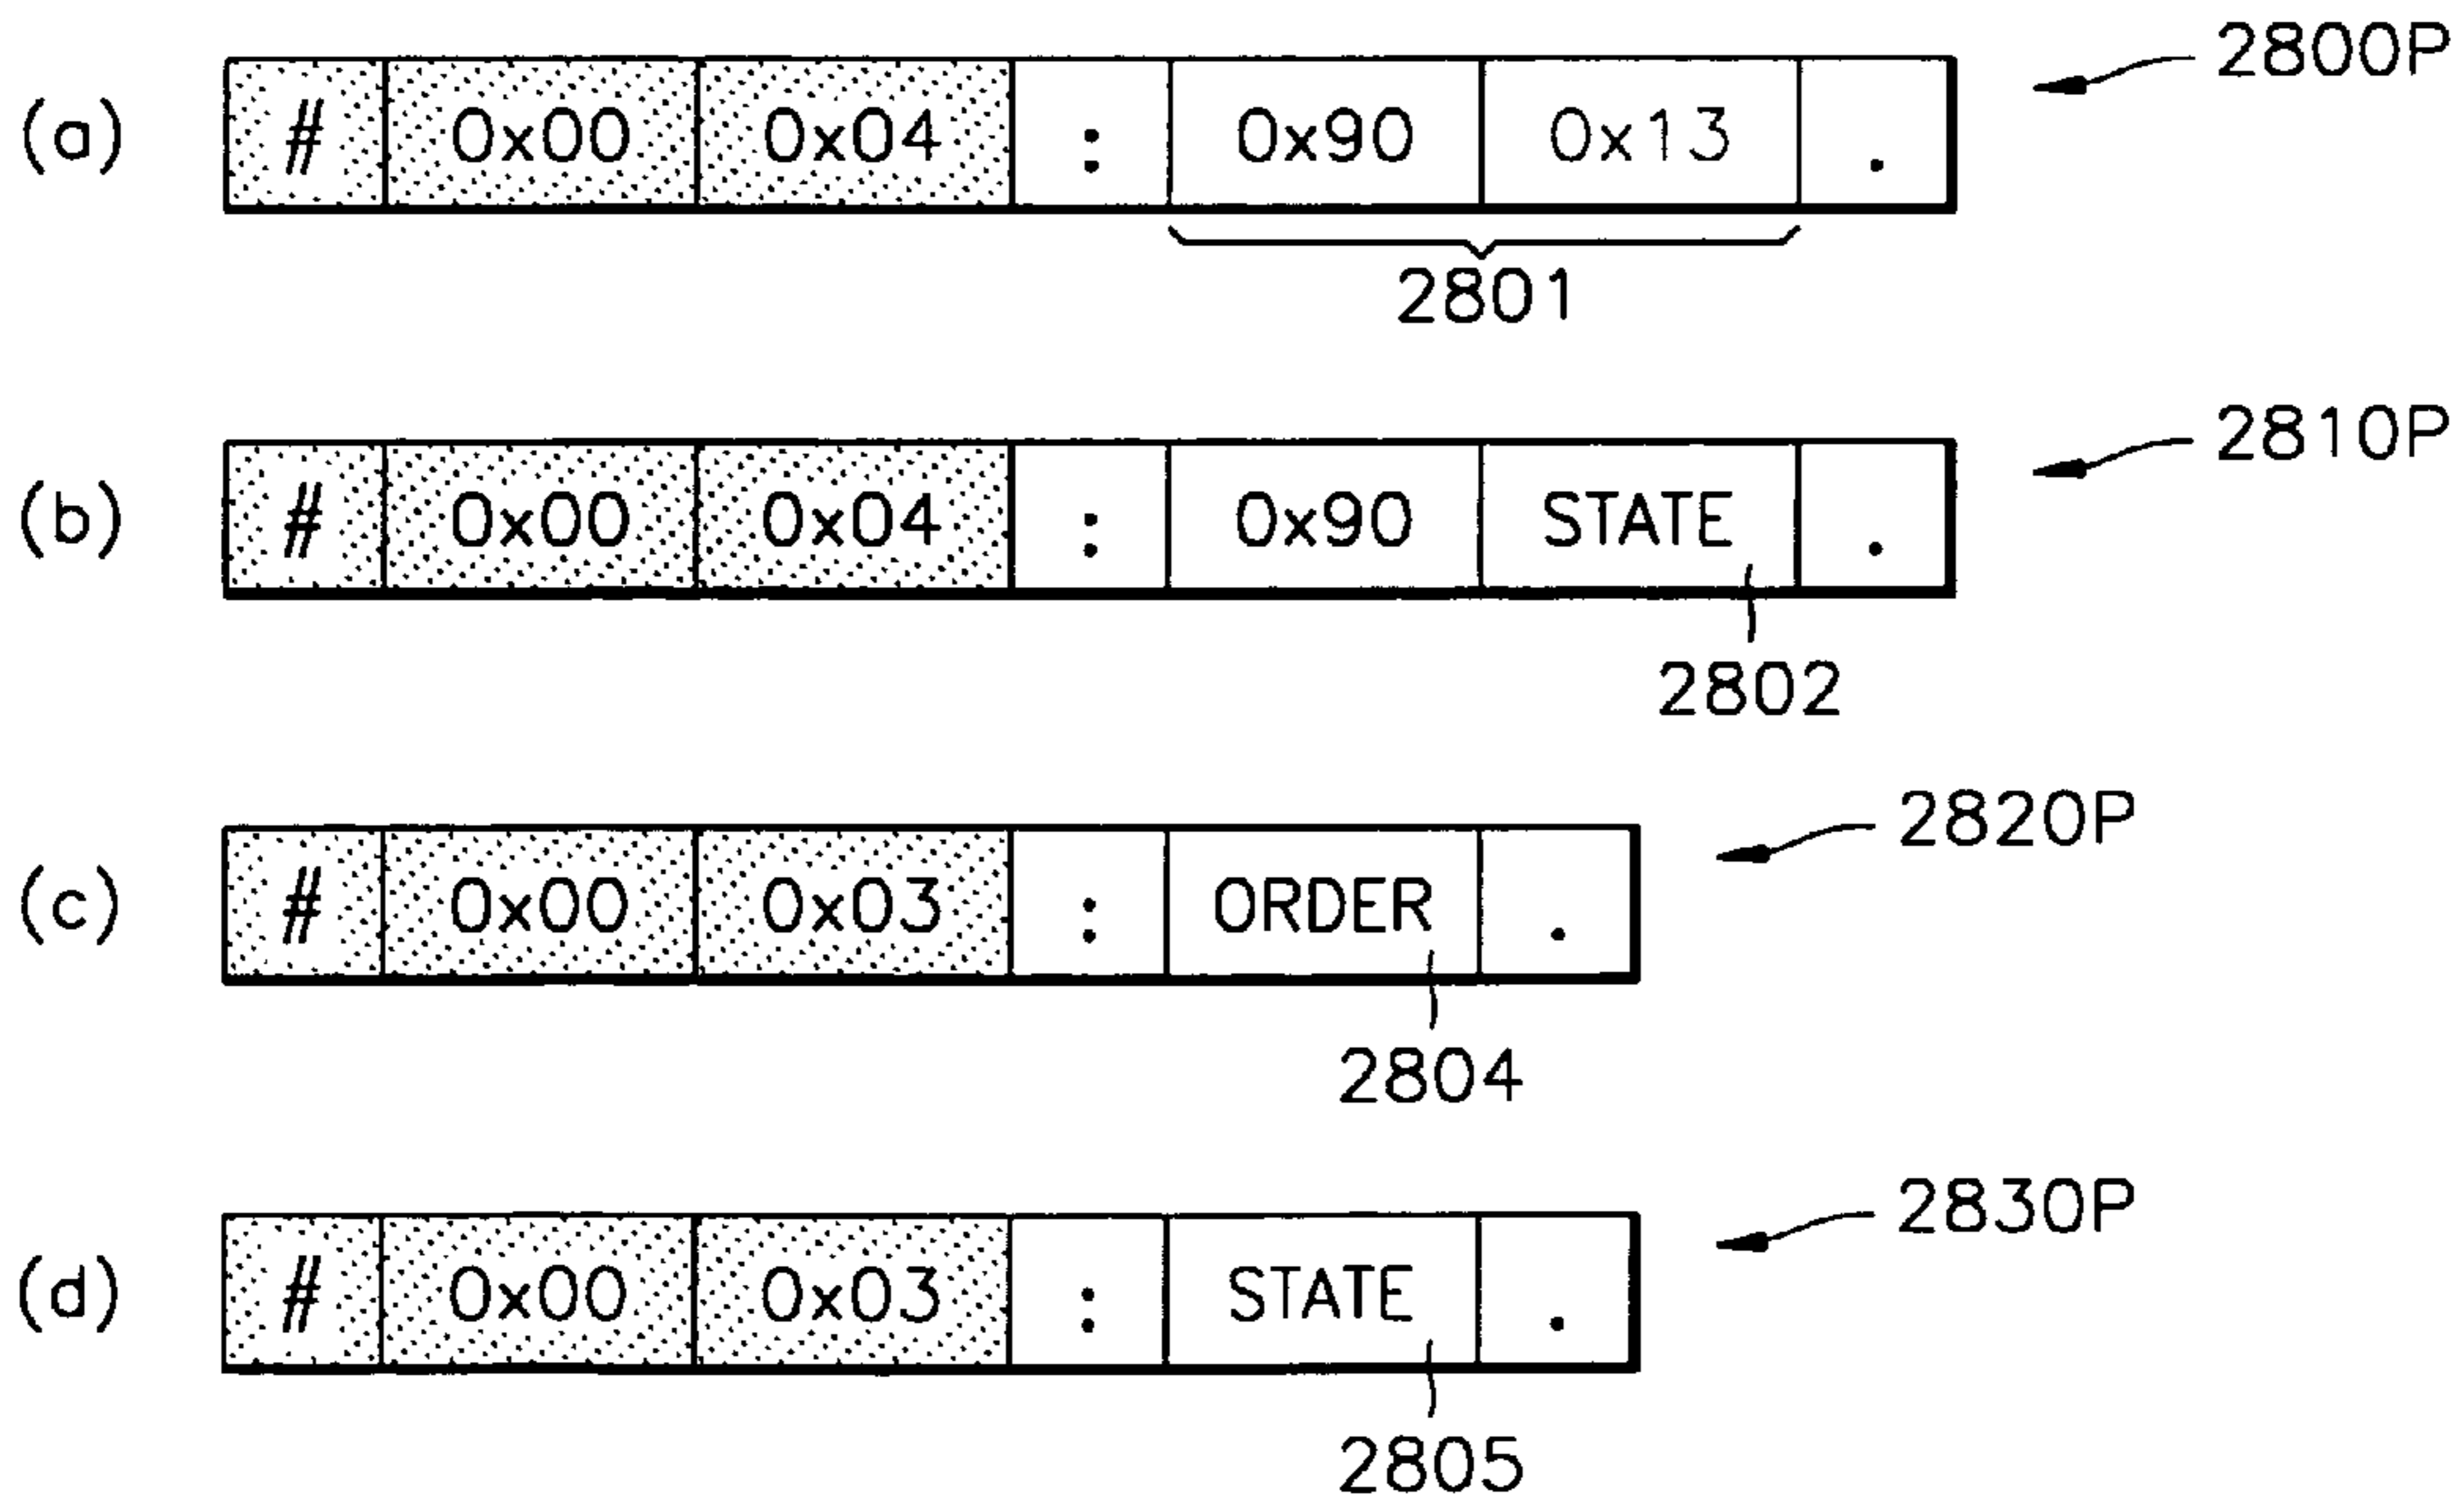 2800P
(a) # 0x00 0x04 : 0x90 0x13 .
2801
2810P
(b) # 0x00 0x04 : 0x90 STATE .
2802
2820P
(c) # 0x00 0x03 : ORDER .
2804
2830P
(d) # 0x00 0x03 : STATE .
2805